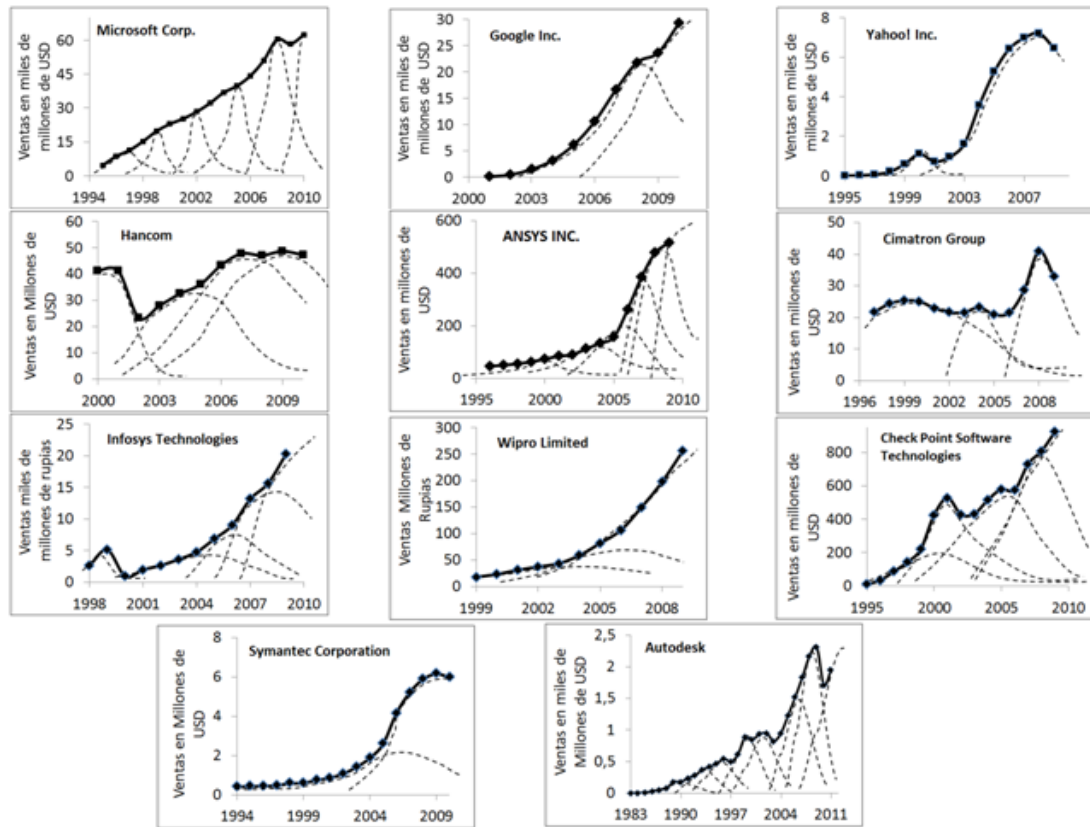 Microsoft Corp.
Ventas en miles de
millones de USD
60
45
30
15
0
1994 1998 2002 2006 2010
Google Inc.
Ventas en miles de
millones de USD
30
25
20
15
10
5
0
2000 2003 2006 2009
Yahoo! Inc.
Ventas en miles de
millones de USD
8
6
4
2
0
1995 1999 2003 2007
Hancom
Ventas en Millones de
USD
60
50
40
30
20
10
0
2000 2003 2006 2009
ANSYS INC.
Ventas en millones de
USD
600
400
200
0
1995 2000 2005 2010
Cimatron Group
Ventas en millones de
USD
50
40
30
20
10
0
1996 1999 2002 2005 2008
Infosys Technologies
Ventas miles de
millones de rupias
25
20
15
10
5
0
1998 2001 2004 2007 2010
Wipro Limited
Ventas Millones de
Rupias
300
250
200
150
100
50
0
1999 2002 2005 2008
Check Point Software
Technologies
Ventas en millones de
USD
800
600
400
200
0
1995 2000 2005 2010
Symantec Corporation
Ventas en Millones de
USD
8
6
4
2
0
1994 1999 2004 2009
Autodesk
Ventas en miles de
Millones de USD
2,5
2
1,5
1
0,5
0
1983 1990 1997 2004 2011